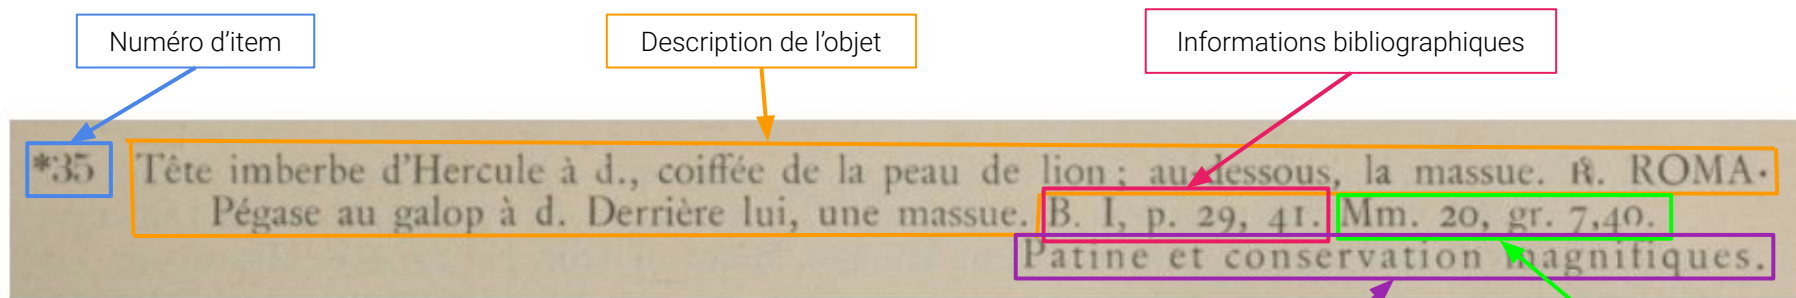 Numéro d'item
Description de l'objet
Informations bibliographiques
*35 Tête imberbe d'Hercule à d., coiffée de la peau de lion; au-dessous, la massue. ℟. ROMA.
Pégase au galop à d. Derrière lui, une massue. B. I, p. 29, 41. Mm. 20, gr. 7,40.
Patine et conservation magnifiques.